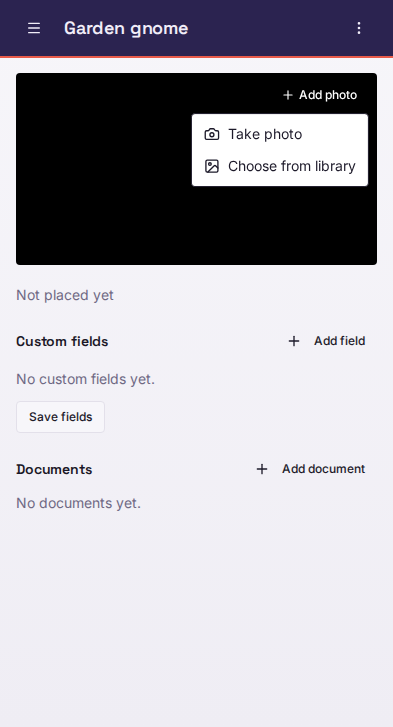 Garden gnome
Add photo
Take photo
Choose from library
Not placed yet
Custom fields
Add field
No custom fields yet.
Save fields
Documents
Add document
No documents yet.